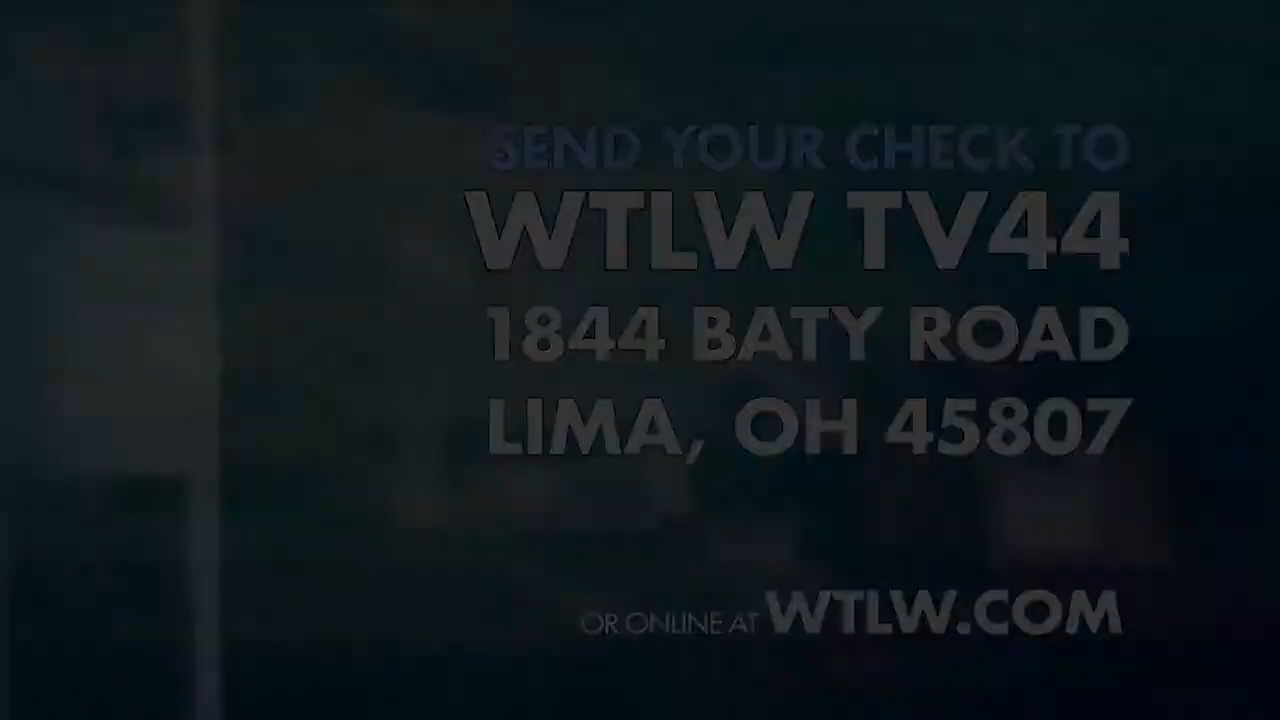 SEND YOUR CHECK TO
WTLW TV44
1844 BATY ROAD
LIMA, OH 45807
OR ONLINE AT WTLW.COM